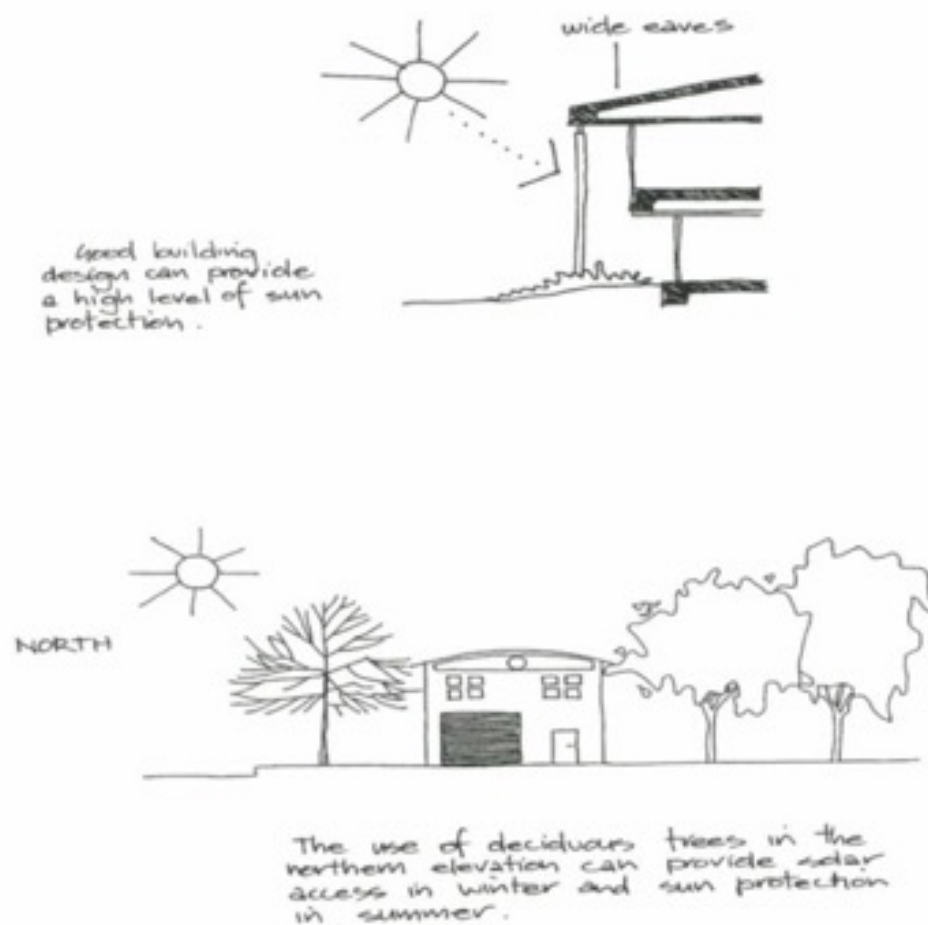 wide eaves
Good building
design can provide
a high level of sun
protection.
NORTH
The use of deciduous trees in the
northern elevation can provide solar
access in winter and sun protection
in summer.